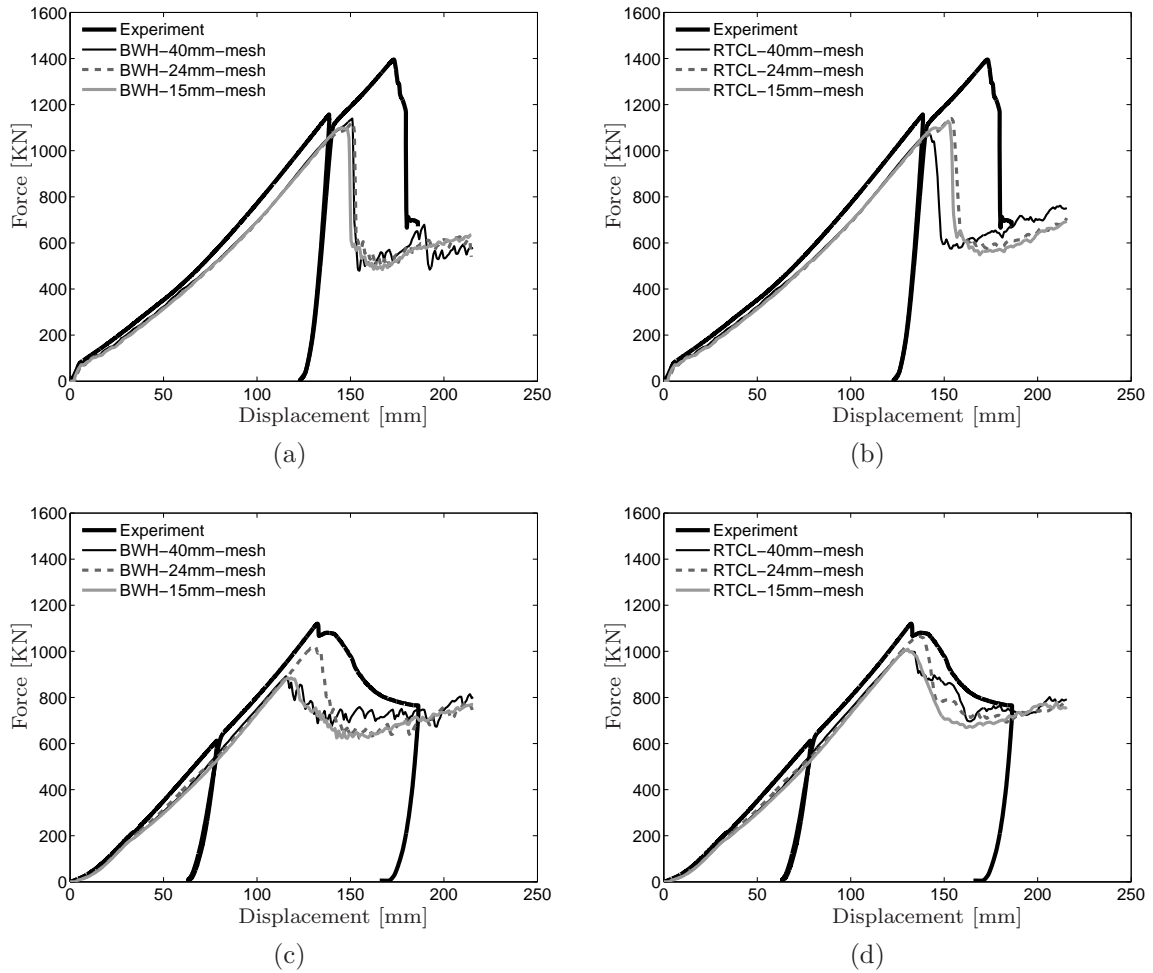 1600
1400
1200
1000
800
600
400
200
0
Force [KN]
Experiment
BWH−40mm−mesh
BWH−24mm−mesh
BWH−15mm−mesh
0 50 100 150 200 250
Displacement [mm]
(a)
1600
1400
1200
1000
800
600
400
200
0
Force [KN]
Experiment
RTCL−40mm−mesh
RTCL−24mm−mesh
RTCL−15mm−mesh
0 50 100 150 200 250
Displacement [mm]
(b)
1600
1400
1200
1000
800
600
400
200
0
Force [KN]
Experiment
BWH−40mm−mesh
BWH−24mm−mesh
BWH−15mm−mesh
0 50 100 150 200 250
Displacement [mm]
(c)
1600
1400
1200
1000
800
600
400
200
0
Force [KN]
Experiment
RTCL−40mm−mesh
RTCL−24mm−mesh
RTCL−15mm−mesh
0 50 100 150 200 250
Displacement [mm]
(d)